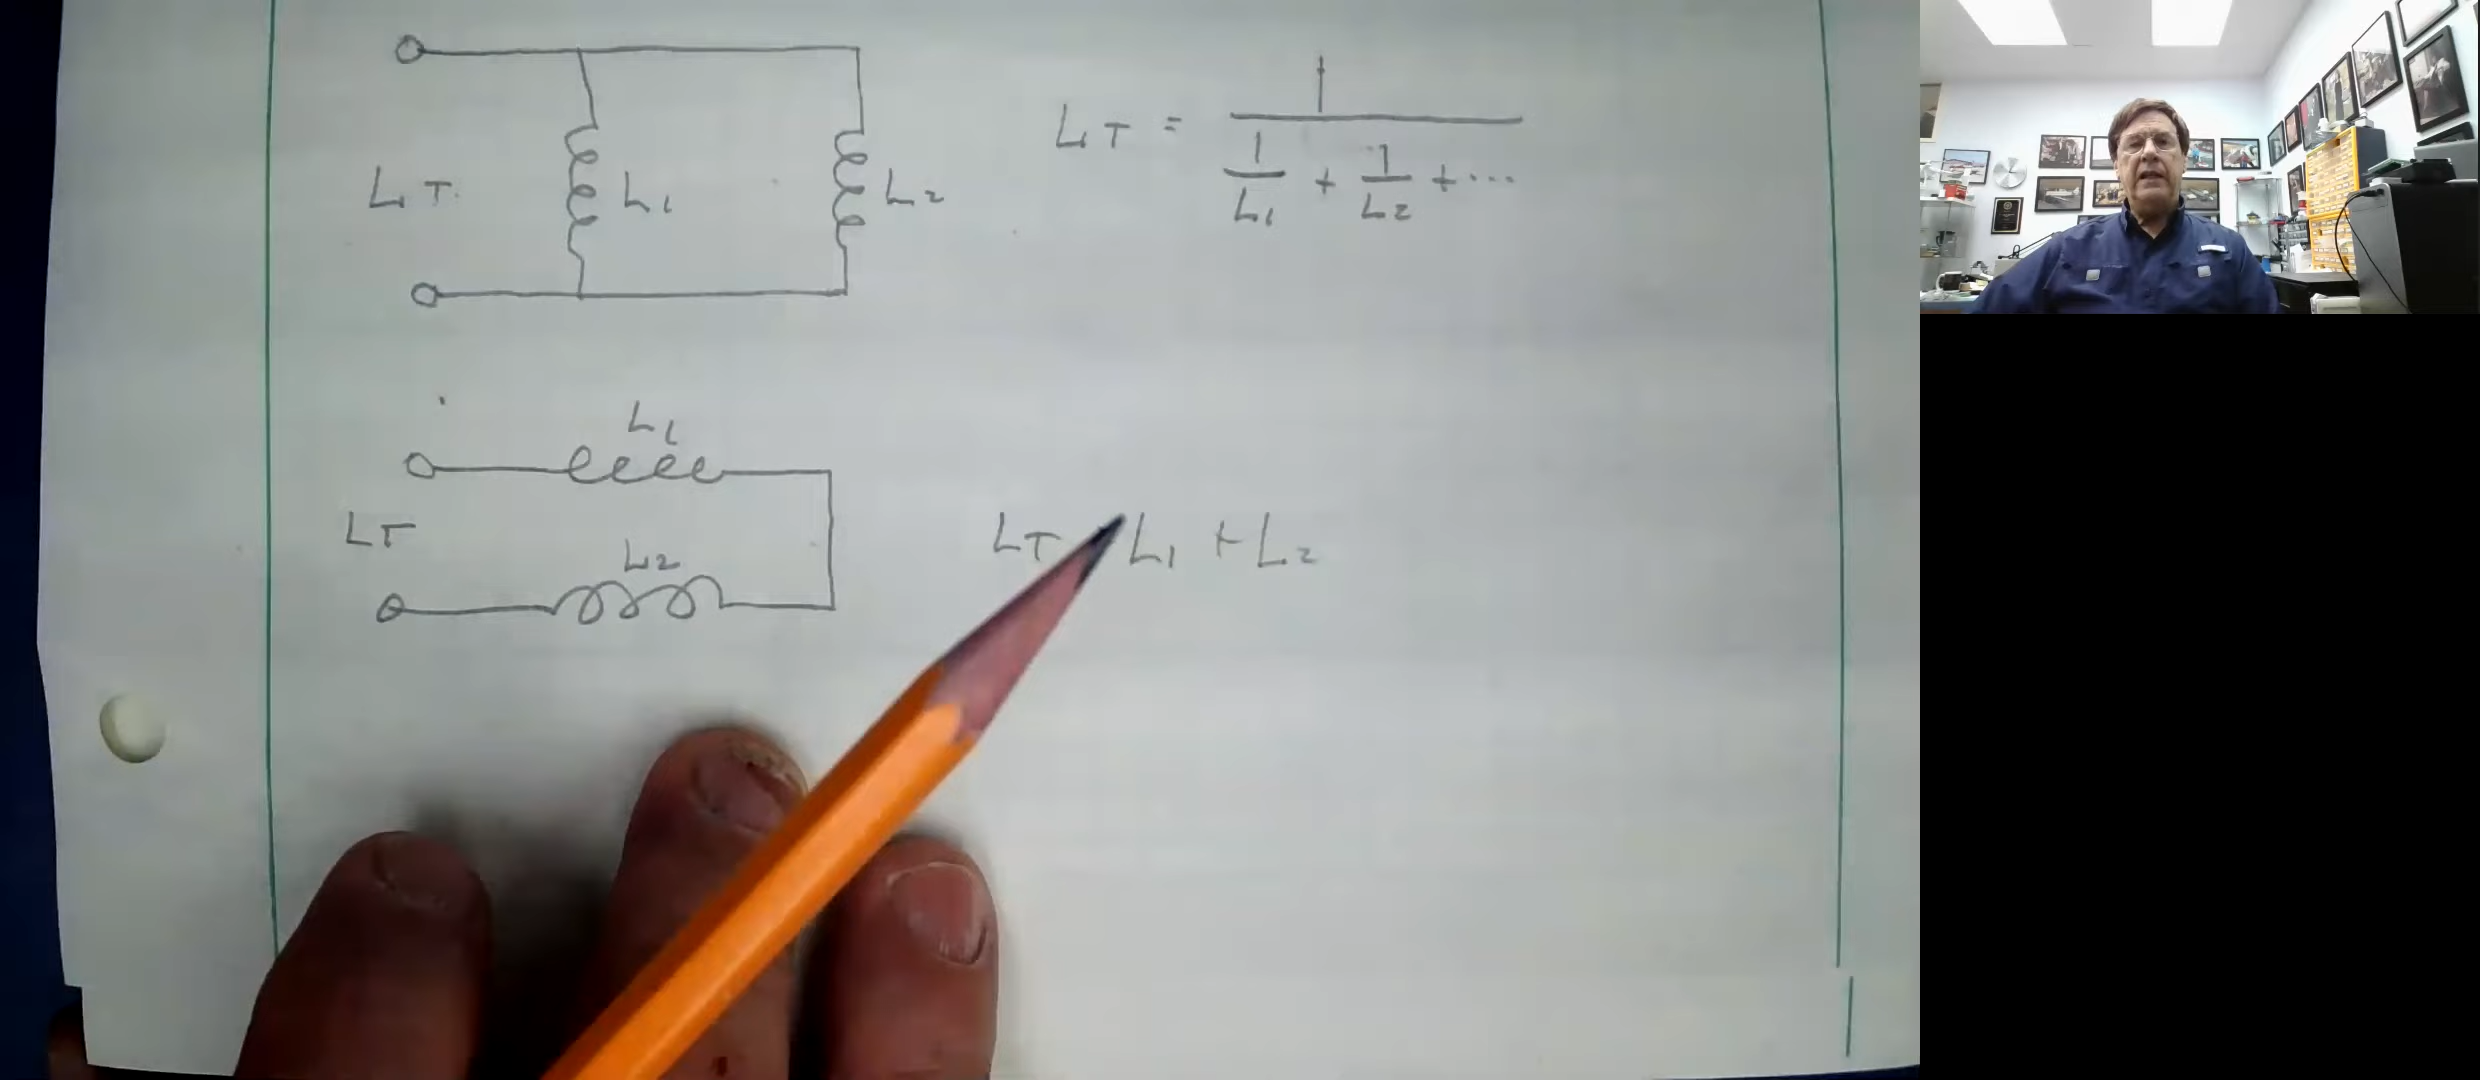 LT L1 L2
LT = 1 / (1/L1 + 1/L2 + ...)
L1
LT
L2
LT L1 + L2